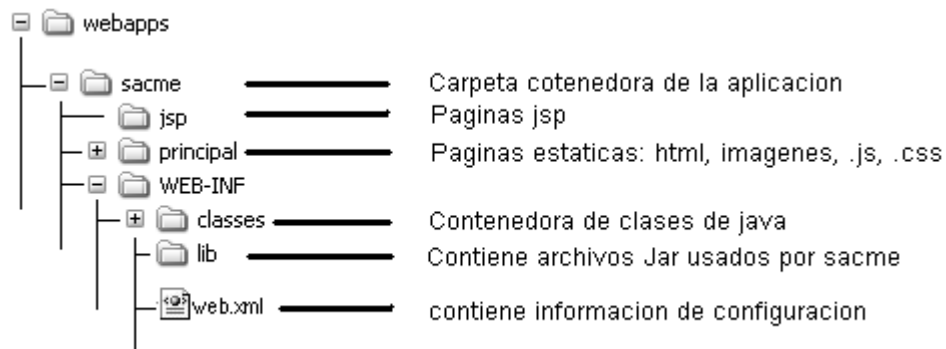 webapps
sacme Carpeta cotenedora de la aplicacion
jsp Paginas jsp
principal Paginas estaticas: html, imagenes, .js, .css
WEB-INF
classes Contenedora de clases de java
lib Contiene archivos Jar usados por sacme
web.xml contiene informacion de configuracion